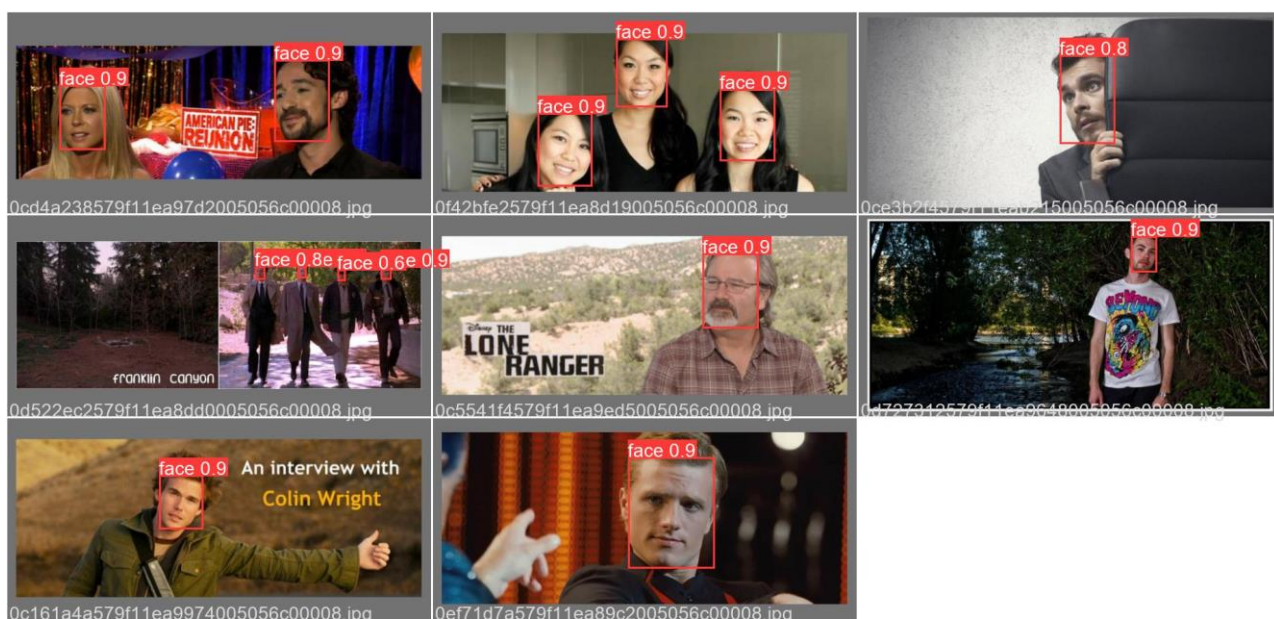 face 0.9
face 0.9
AMERICAN PIE:
REUNION
face 0.9
face 0.9
face 0.9
face 0.8
0cd4a238579f11ea97d2005056c00008.jpg
0f42bfe2579f11ea8d19005056c00008.jpg
face 0.8e
face 0.6
e 0.9
franklin canyon
face 0.9
Disney THE
LONE
RANGER
face 0.9
0d522ec2579f11ea8dd0005056c00008.jpg
0c5541f4579f11ea9ed5005056c00008.jpg
face 0.9
An interview with
Colin Wright
face 0.9
0c161a4a579f11ea9974005056c00008.jpg
0ef71d7a579f11ea89c2005056c00008.jpg